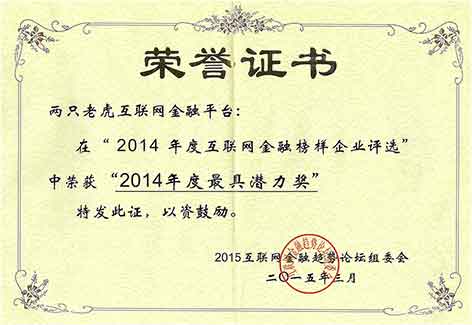 荣誉证书
两只老虎互联网金融平台：
在“2014 年度互联网金融榜样企业评选”
中荣获“2014年度最具潜力奖”
特发此证，以资鼓励。
2015互联网金融趋势论坛组委会
二〇一五年三月